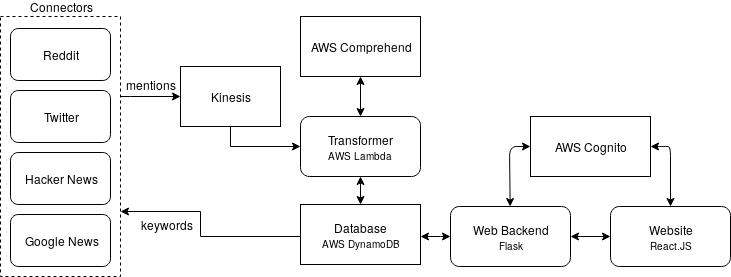 Connectors
Reddit
Twitter
Hacker News
Google News
mentions
Kinesis
AWS Comprehend
Transformer
AWS Lambda
keywords
Database
AWS DynamoDB
AWS Cognito
Web Backend
Flask
Website
React.JS